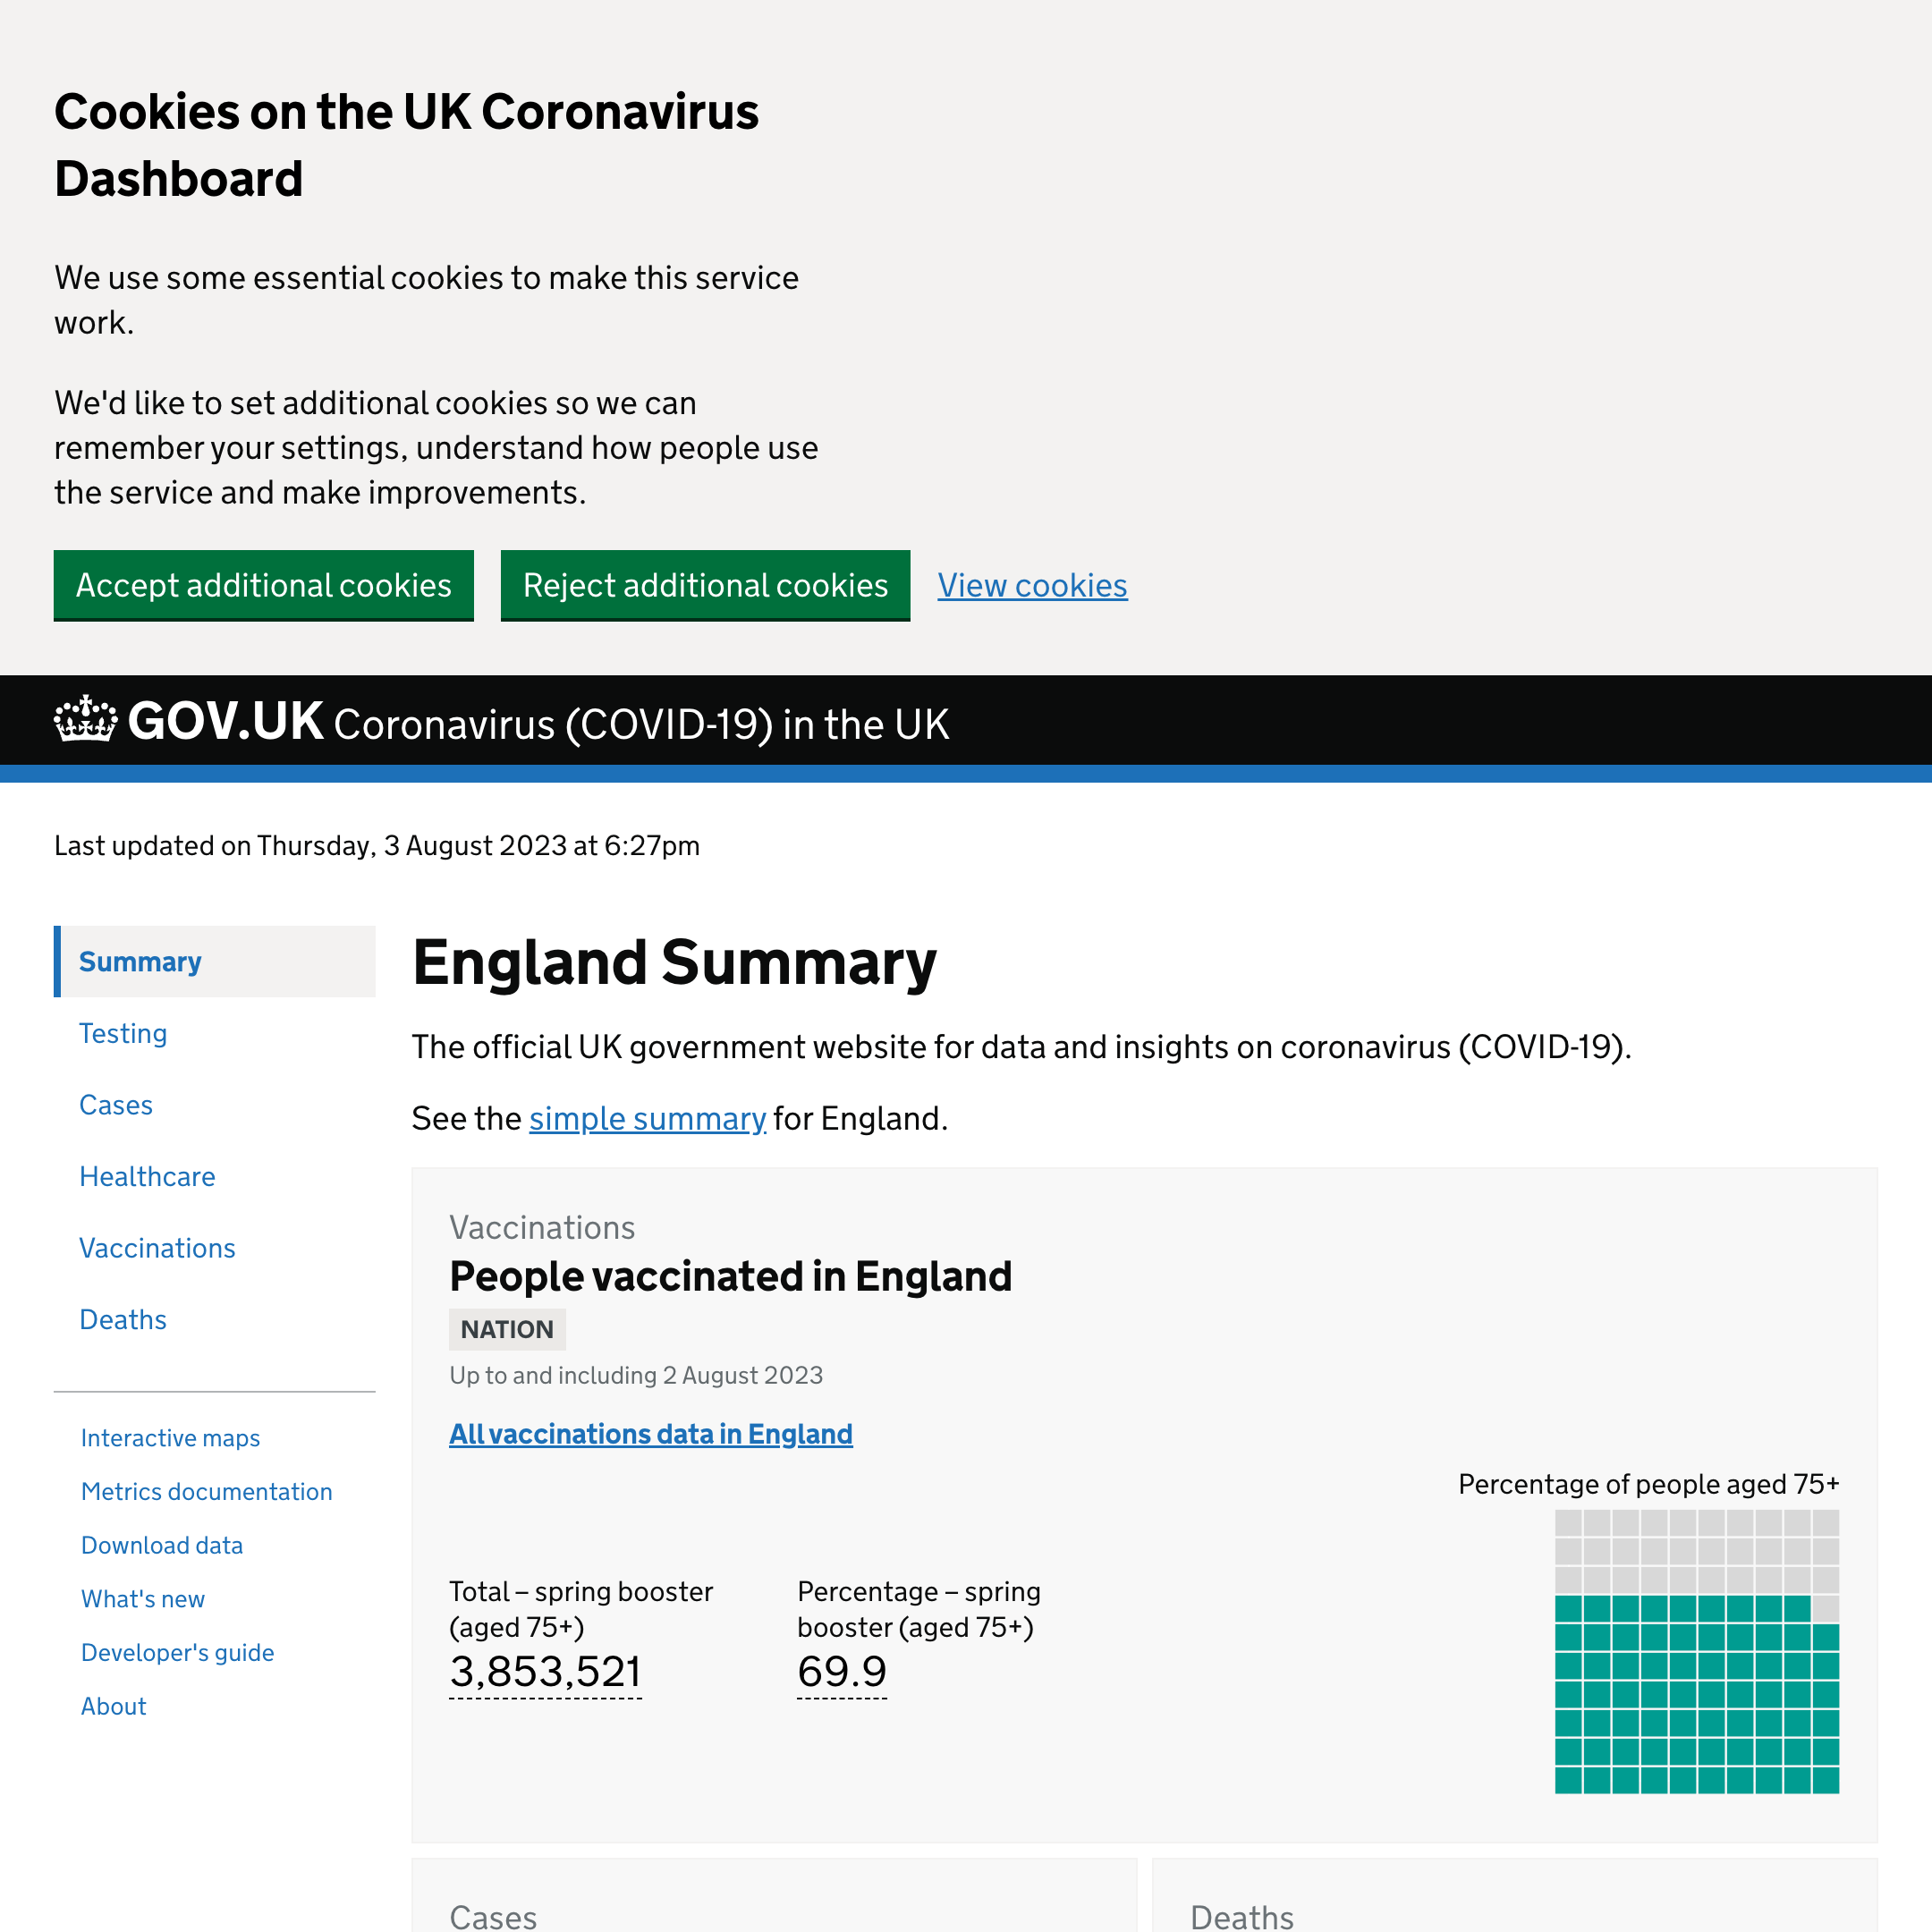 Cookies on the UK Coronavirus
Dashboard
We use some essential cookies to make this service
work.
We'd like to set additional cookies so we can
remember your settings, understand how people use
the service and make improvements.
Accept additional cookies
Reject additional cookies
View cookies
GOV.UK Coronavirus (COVID-19) in the UK
Last updated on Thursday, 3 August 2023 at 6:27pm
Summary
Testing
Cases
Healthcare
Vaccinations
Deaths
Interactive maps
Metrics documentation
Download data
What's new
Developer's guide
About
England Summary
The official UK government website for data and insights on coronavirus (COVID-19).
See the simple summary for England.
Vaccinations
People vaccinated in England
NATION
Up to and including 2 August 2023
All vaccinations data in England
Total – spring booster
(aged 75+)
3,853,521
Percentage – spring
booster (aged 75+)
69.9
Percentage of people aged 75+
Cases
Deaths